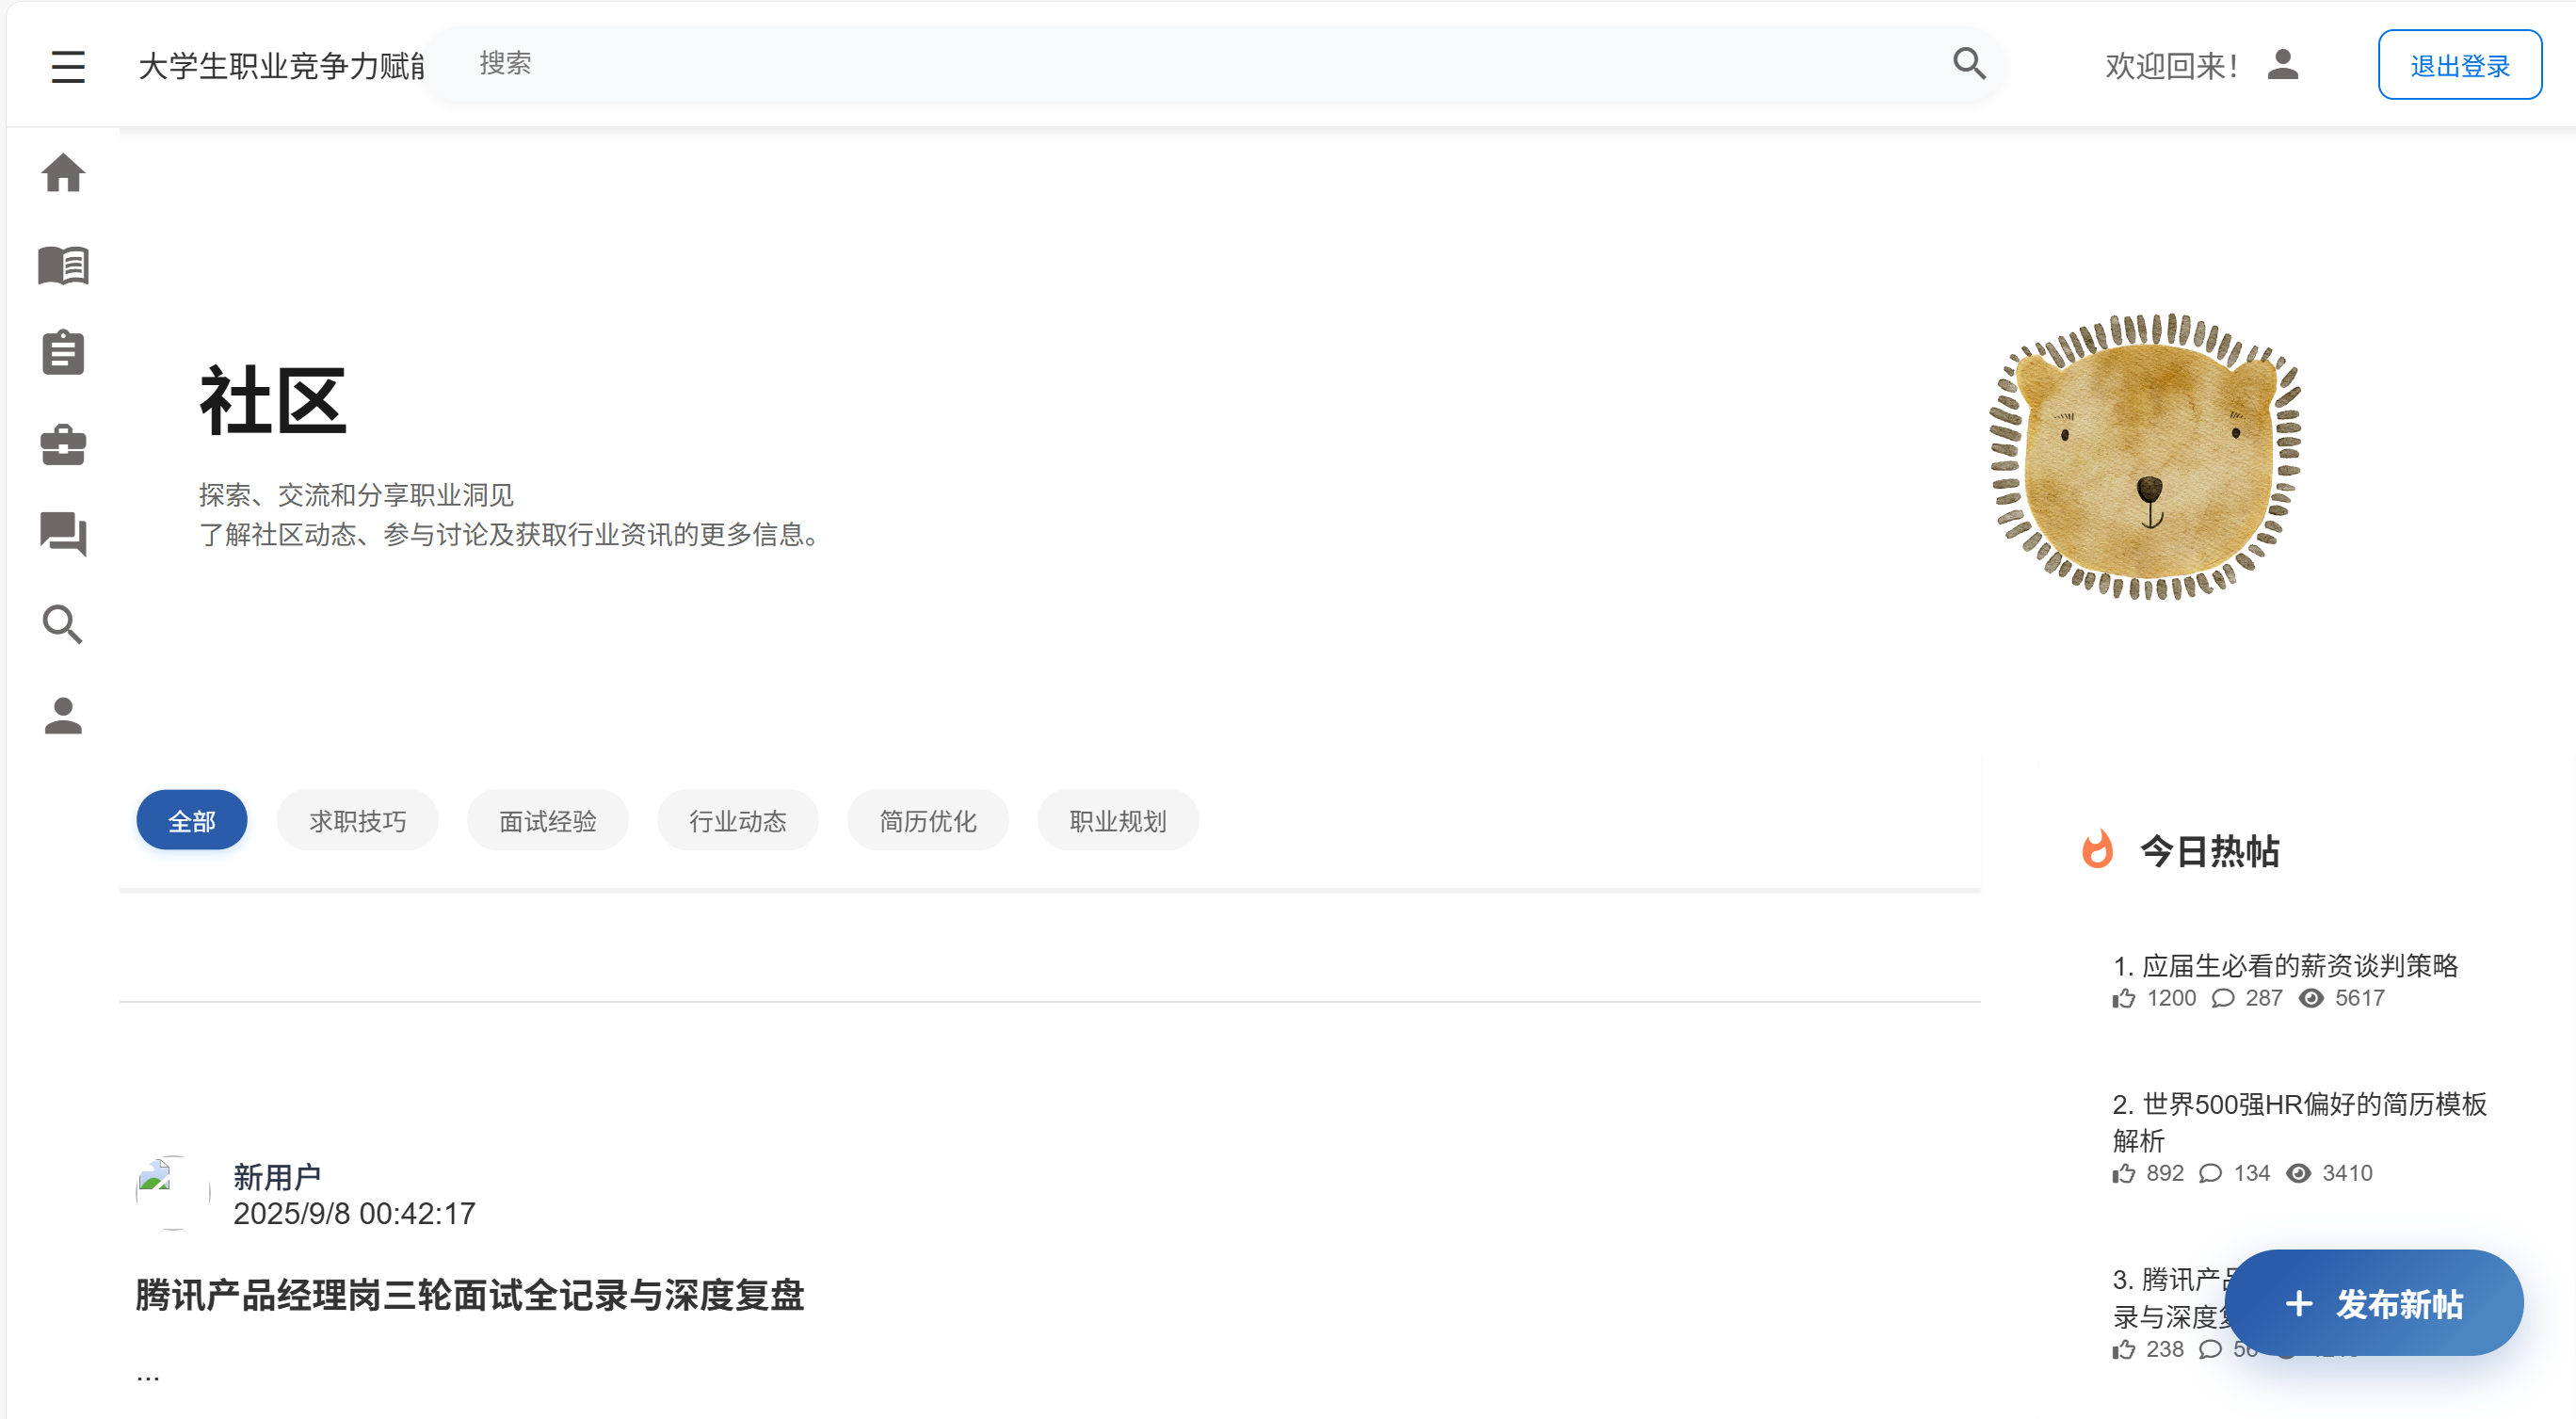 大学生职业竞争力赋
搜索
欢迎回来！
退出登录
社区
探索、交流和分享职业洞见
了解社区动态、参与讨论及获取行业资讯的更多信息。
全部
求职技巧
面试经验
行业动态
简历优化
职业规划
今日热帖
1. 应届生必看的薪资谈判策略
1200 287 5617
2. 世界500强HR偏好的简历模板
解析
892 134 3410
3. 腾讯产
录与深度
238
发布新帖
新用户
2025/9/8 00:42:17
腾讯产品经理岗三轮面试全记录与深度复盘
...